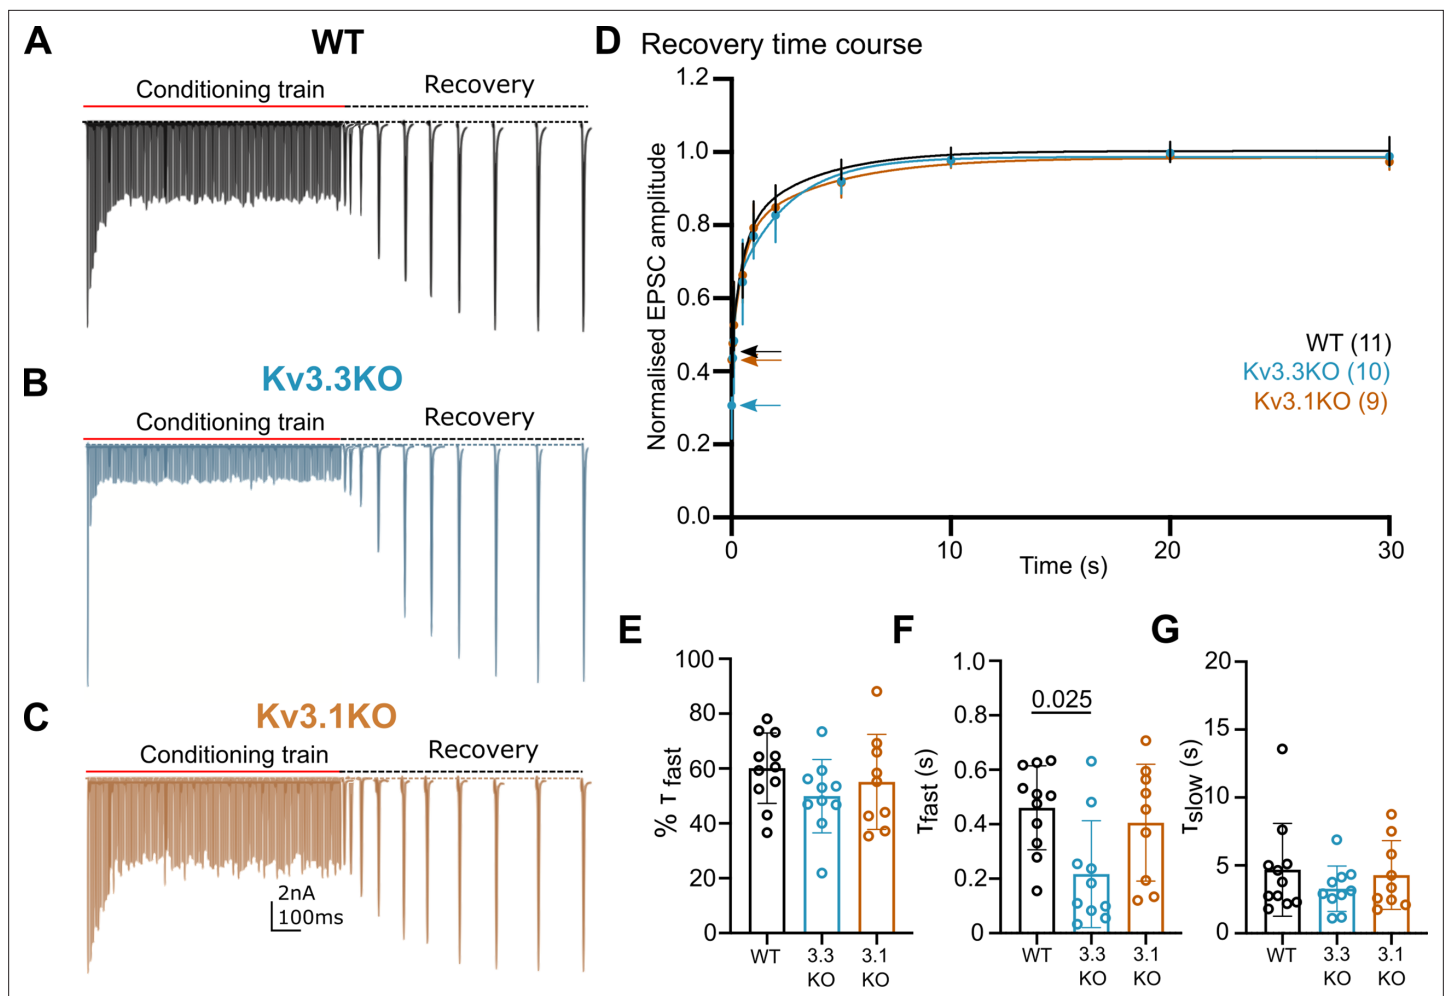 A
WT
Conditioning train
Recovery
B
Kv3.3KO
Conditioning train
Recovery
C
Kv3.1KO
Conditioning train
Recovery
2nA
100ms
D Recovery time course
Normalised EPSC amplitude
1.2
1.0
0.8
0.6
0.4
0.2
0.0
0
10
20
30
Time (s)
WT (11)
Kv3.3KO (10)
Kv3.1KO (9)
E
% τ fast
100
80
60
40
20
0
WT
3.3 KO
3.1 KO
F
τfast (s)
1.0
0.8
0.6
0.4
0.2
0
0.025
WT
3.3 KO
3.1 KO
G
τslow (s)
20
15
10
5
0
WT
3.3 KO
3.1 KO